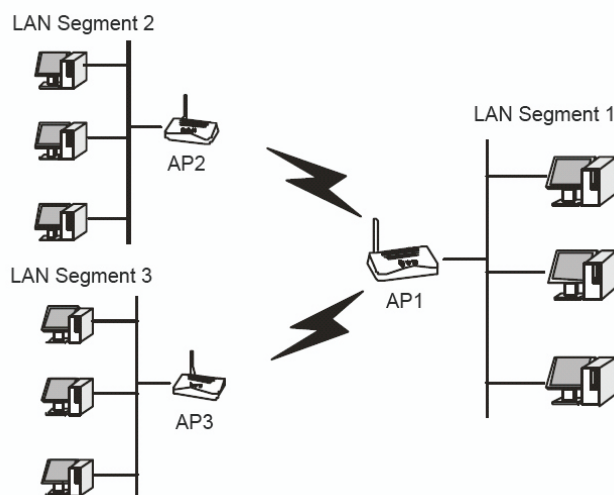 LAN Segment 2
LAN Segment 1
AP2
LAN Segment 3
AP1
AP3